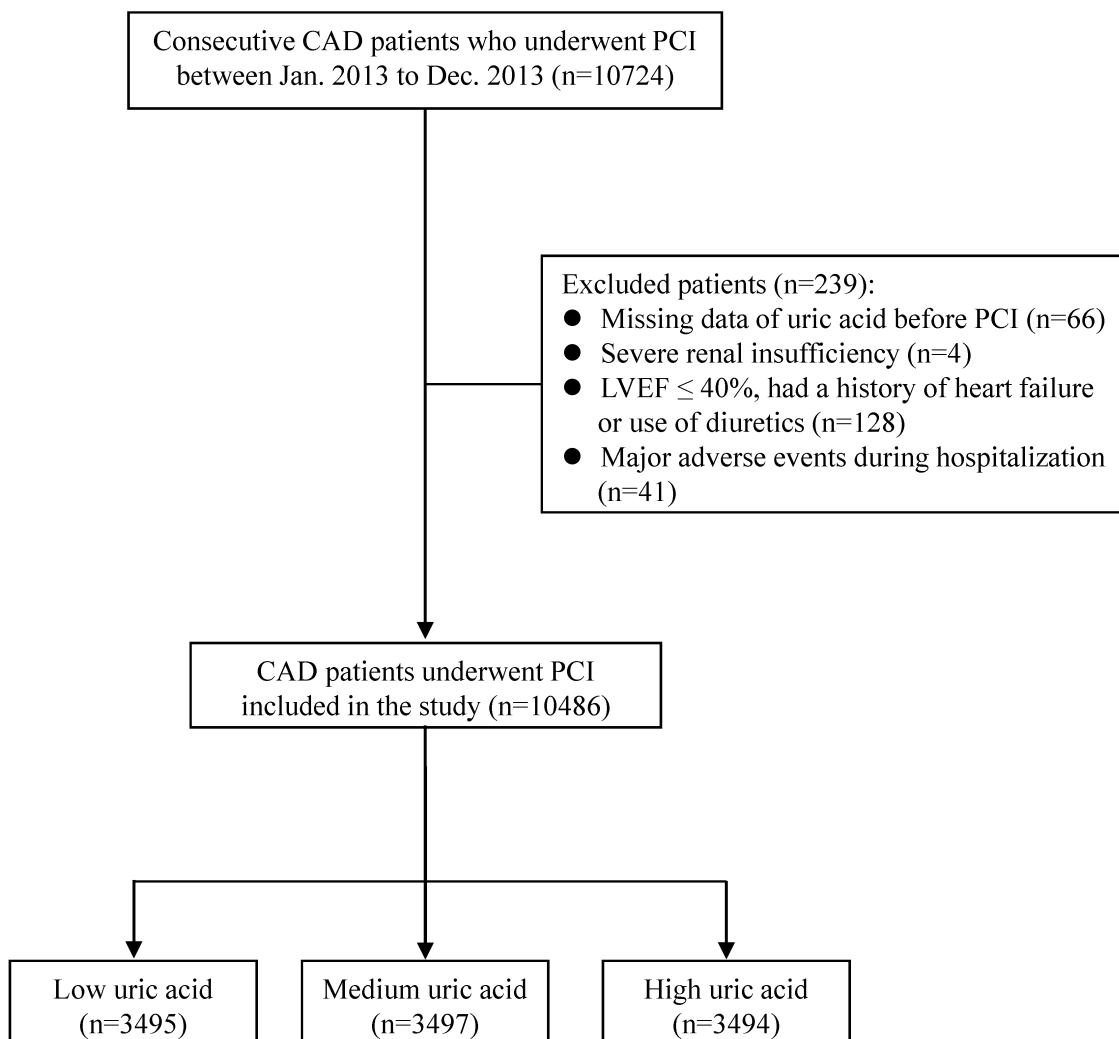 Consecutive CAD patients who underwent PCI
between Jan. 2013 to Dec. 2013 (n=10724)
Excluded patients (n=239):
● Missing data of uric acid before PCI (n=66)
● Severe renal insufficiency (n=4)
● LVEF ≤ 40%, had a history of heart failure
or use of diuretics (n=128)
● Major adverse events during hospitalization
(n=41)
CAD patients underwent PCI
included in the study (n=10486)
Low uric acid
(n=3495)
Medium uric acid
(n=3497)
High uric acid
(n=3494)